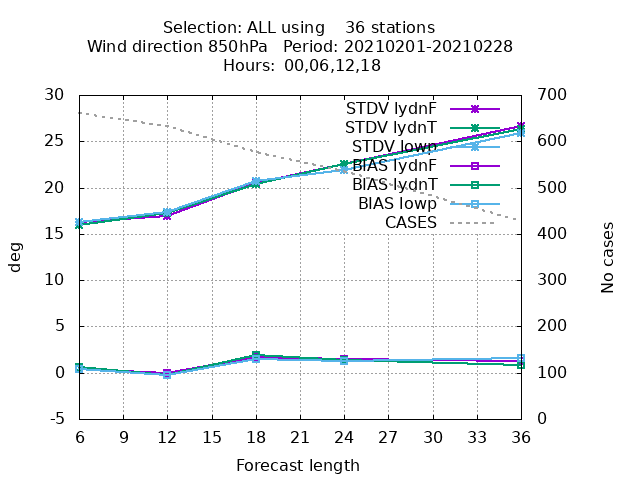 Selection: ALL using    36 stations
Wind direction 850hPa   Period: 20210201-20210228
Hours: 00,06,12,18
30 700
STDV lydnF
STDV lydnT
25 600
STDV lowp
BIAS lydnF
20 500
BIAS lydnT
BIAS lowp
CASES
15 400
10 300
5 200
0 100
-5 0
deg
No cases
6 9 12 15 18 21 24 27 30 33 36
Forecast length